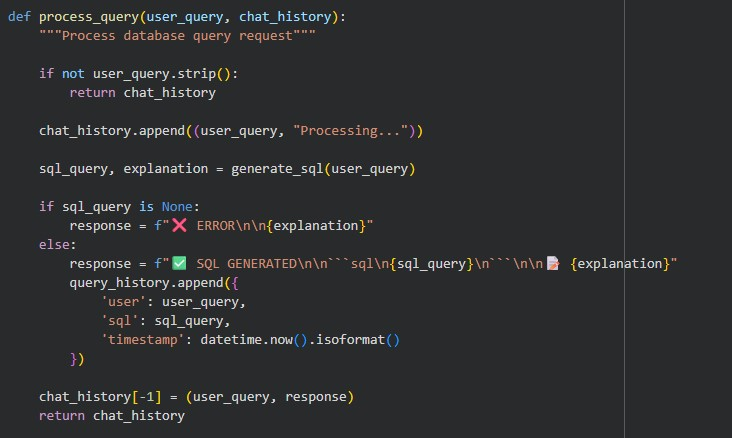 def process_query(user_query, chat_history):
    """Process database query request"""
    if not user_query.strip():
        return chat_history
    chat_history.append((user_query, "Processing..."))
    sql_query, explanation = generate_sql(user_query)
    if sql_query is None:
        response = f"❌ ERROR\n\n{explanation}"
    else:
        response = f"✅ SQL GENERATED\n\n```sql\n{sql_query}\n```\n\n📝 {explanation}"
        query_history.append({
            'user': user_query,
            'sql': sql_query,
            'timestamp': datetime.now().isoformat()
        })
    chat_history[-1] = (user_query, response)
    return chat_history